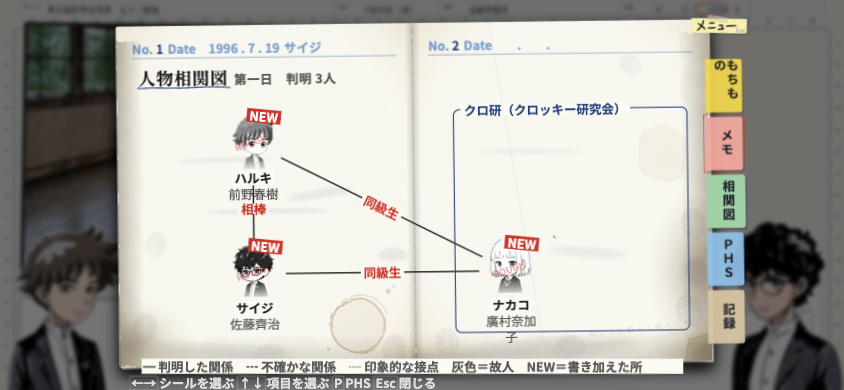 メニュー
No. 1 Date 1996 . 7 . 19 サイジ
No. 2 Date . .
人物相関図 第一日 判明 3人
クロ研（クロッキー研究会）
NEW
ハルキ
前野春樹
相棒
同級生
NEW
サイジ
佐藤齊治
同級生
NEW
ナカコ
廣村奈加
子
もちも
の
メモ
相関図
PHS
記録
━ 判明した関係 --- 不確かな関係 ┈ 印象的な接点 灰色＝故人 NEW＝書き加えた所
←→ シールを選ぶ ↑↓ 項目を選ぶ P PHS Esc 閉じる